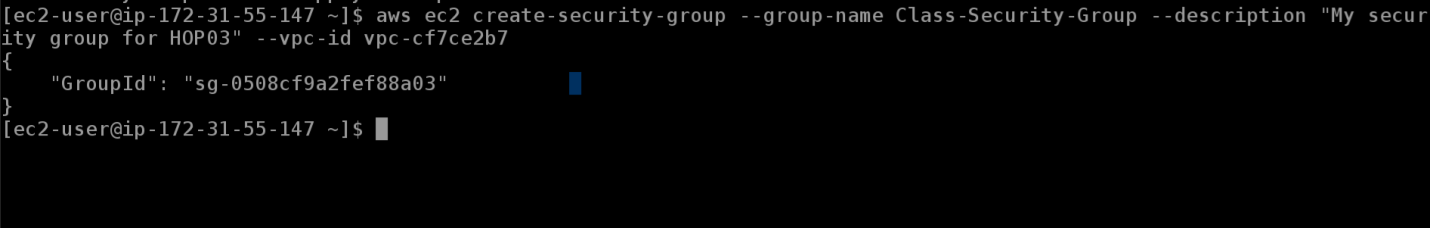 [ec2-user@ip-172-31-55-147 ~]$ aws ec2 create-security-group --group-name Class-Security-Group --description "My secur
ity group for HOP03" --vpc-id vpc-cf7ce2b7
{
    "GroupId": "sg-0508cf9a2fef88a03"
}
[ec2-user@ip-172-31-55-147 ~]$